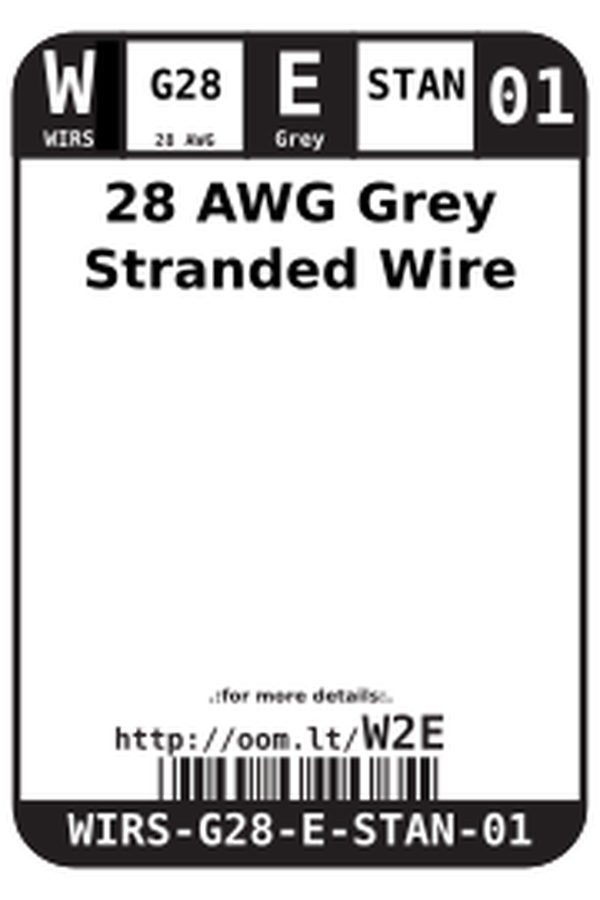 W G28 E STAN 01
WIRS 28 AWG Grey
28 AWG Grey
Stranded Wire
.:for more details:.
http://oom.lt/W2E
WIRS-G28-E-STAN-01